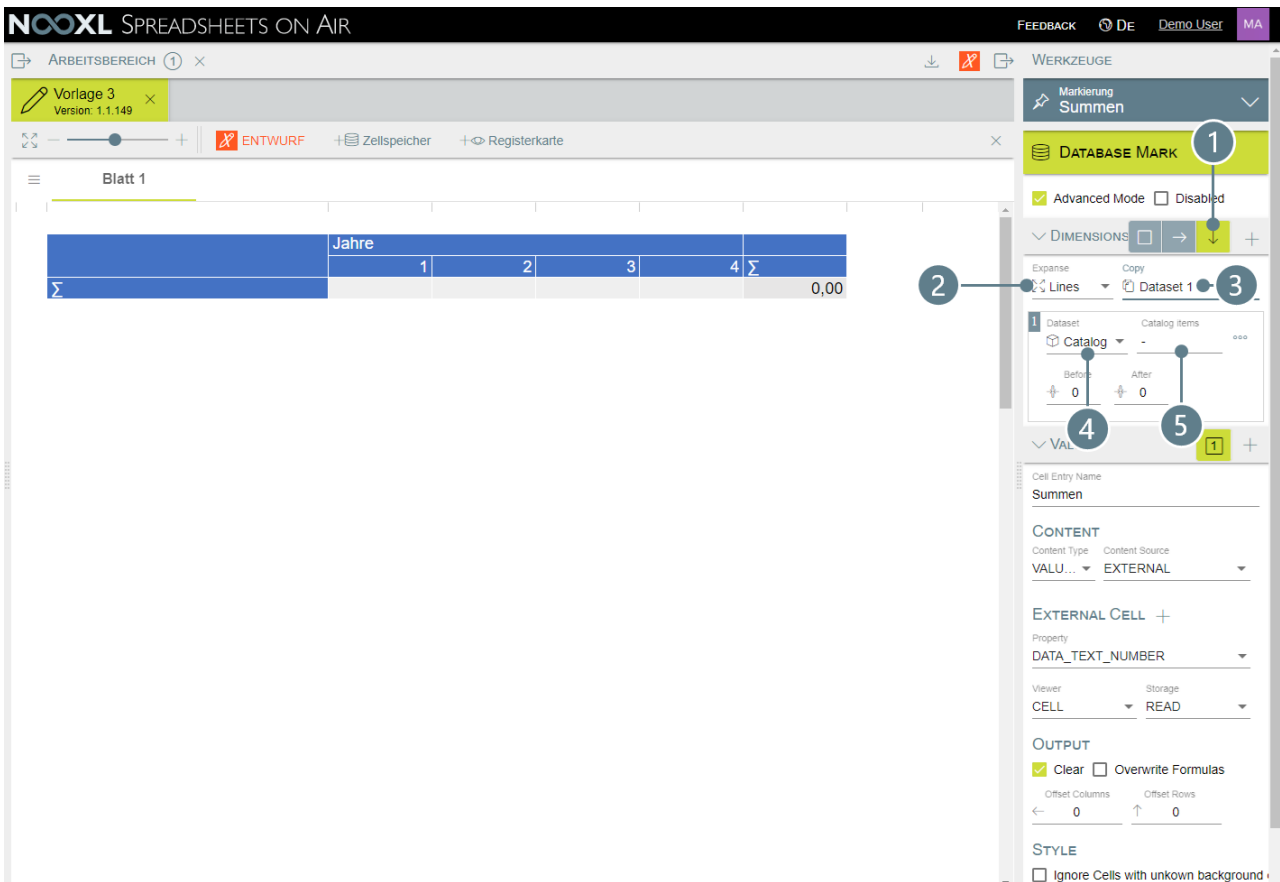 NOOXL SPREADSHEETS ON AIR
FEEDBACK DE Demo User MA
ARBEITSBEREICH 1
WERKZEUGE
Vorlage 3
Version: 1.1.149
Markierung
Summen
ENTWURF Zellspeicher Registerkarte
1
DATABASE MARK
Blatt 1
Advanced Mode Disabled
DIMENSIONS
Jahre
1 2 3 4 Σ
Σ 0,00
Expanse Copy
2 Lines Dataset 1 3
1 Dataset Catalog items
Catalog -
Before After
0 0
4 5
1
Cell Entry Name
Summen
CONTENT
Content Type Content Source
VALU... EXTERNAL
EXTERNAL CELL
Property
DATA_TEXT_NUMBER
Viewer Storage
CELL READ
OUTPUT
Clear Overwrite Formulas
Offset Columns Offset Rows
0 0
STYLE
Ignore Cells with unkown background